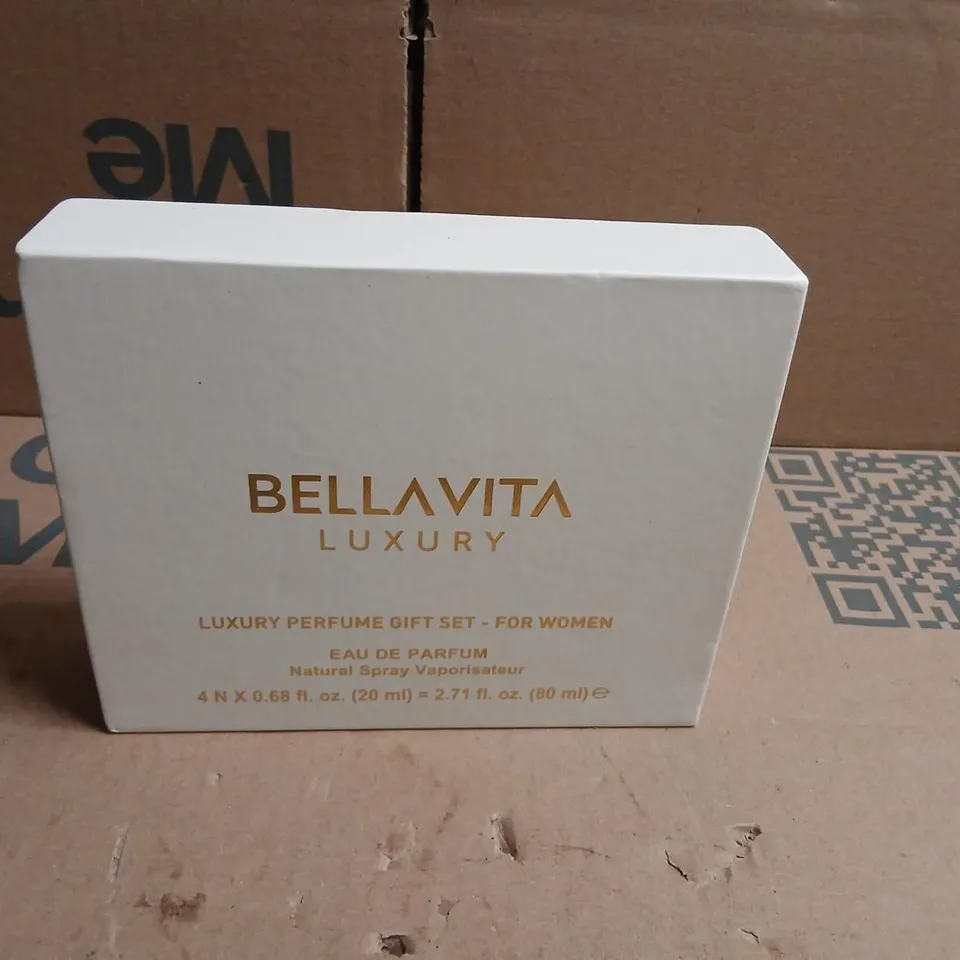 BELLAVITA
LUXURY
LUXURY PERFUME GIFT SET - FOR WOMEN
EAU DE PARFUM
Natural Spray Vaporisateur
4 N X 0.68 fl. oz. (20 ml) = 2.71 fl. oz. (80 ml) ℮